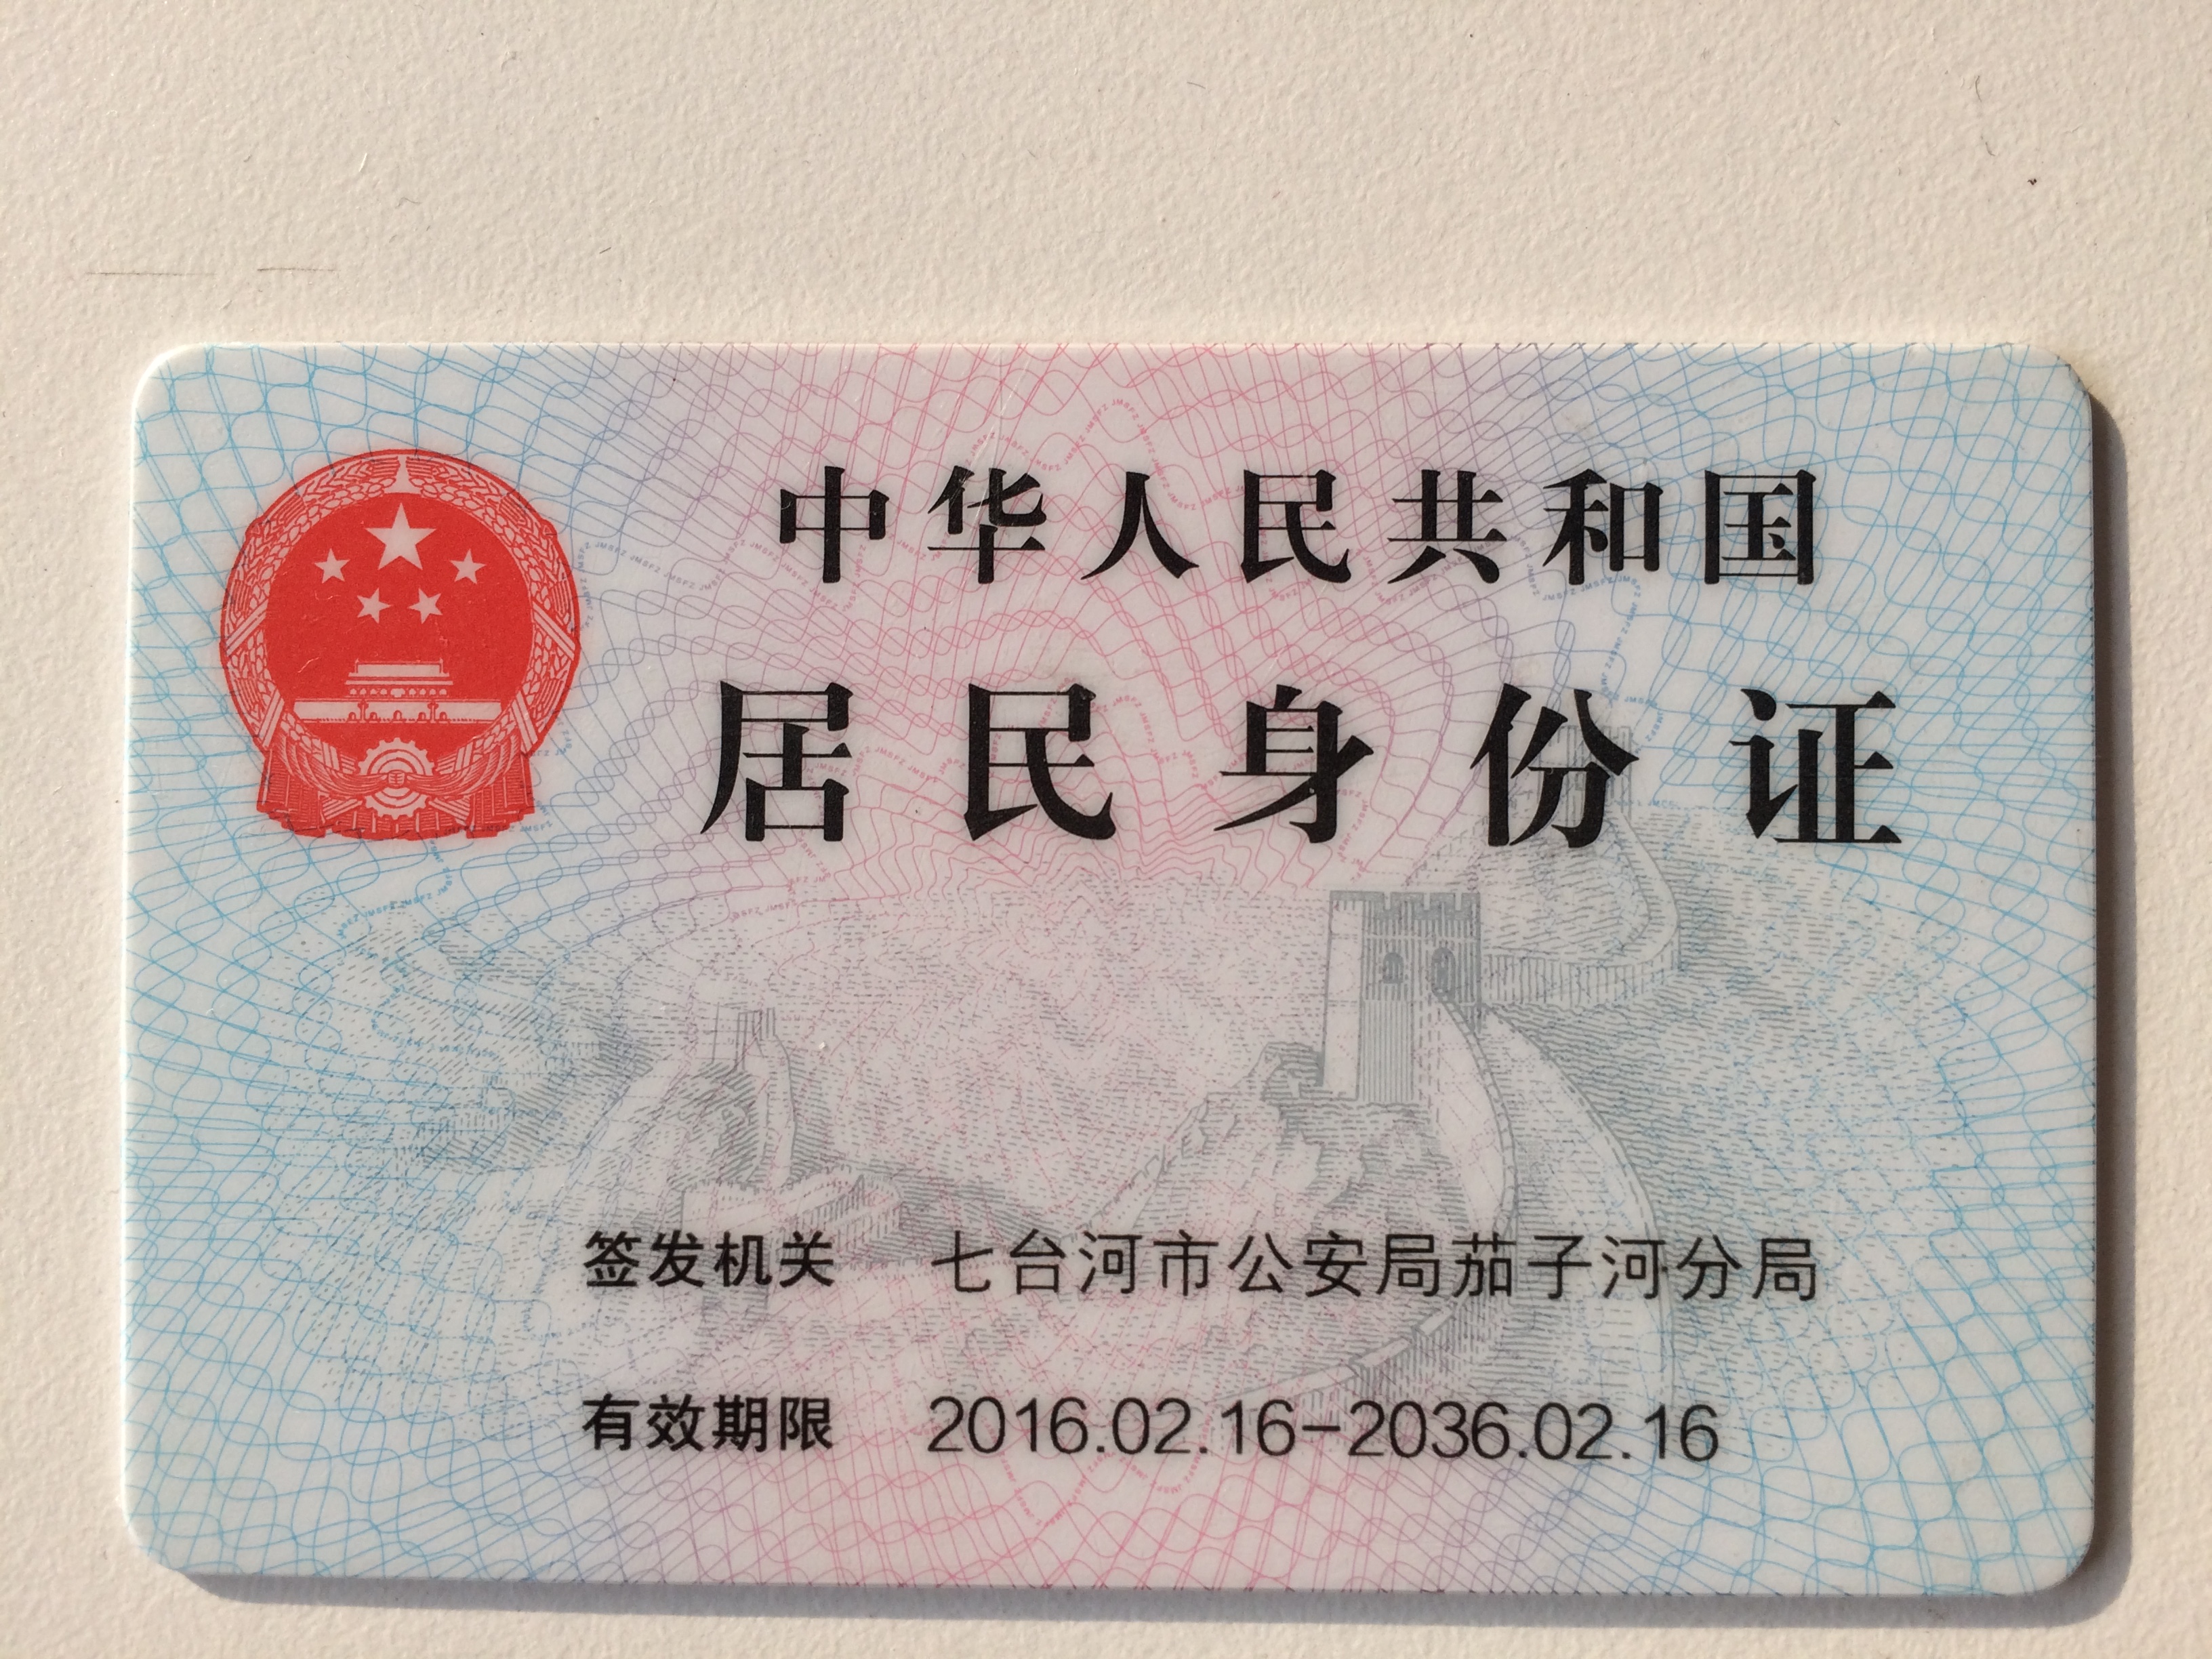 中华人民共和国
居民身份证
签发机关 七台河市公安局茄子河分局
有效期限 2016.02.16-2036.02.16